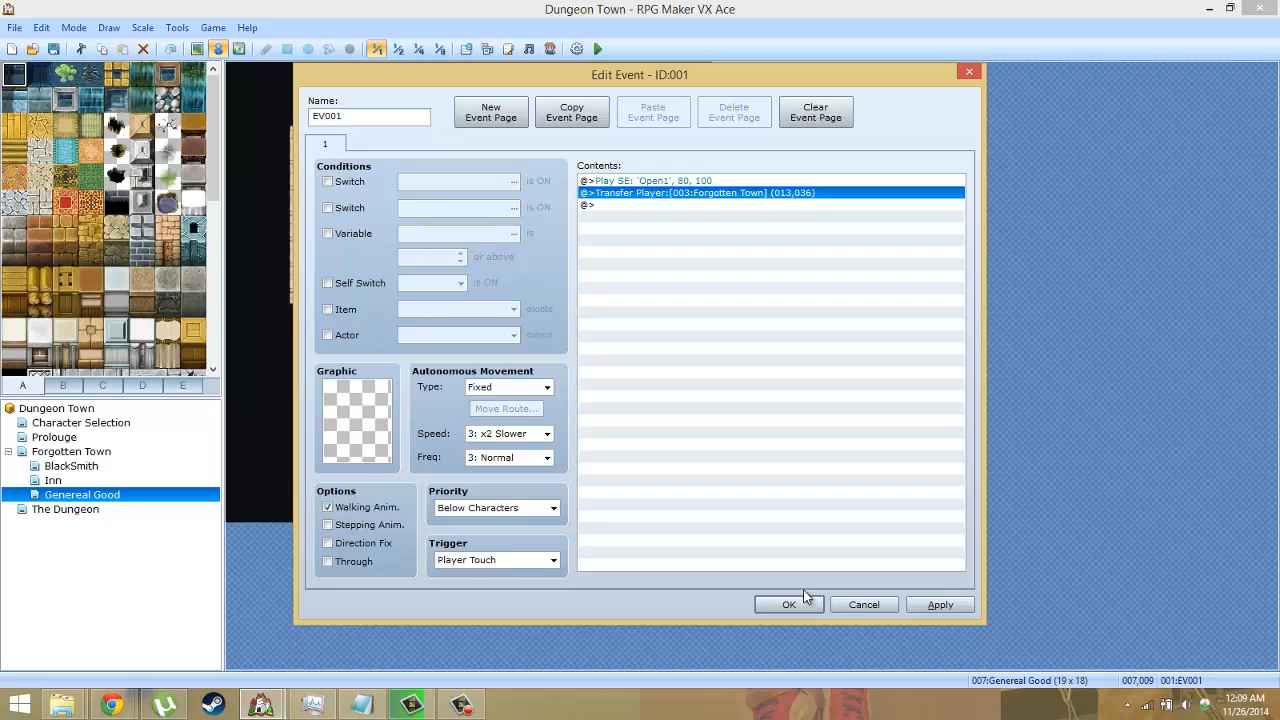 Dungeon Town - RPG Maker VX Ace
File Edit Mode Draw Scale Tools Game Help
Edit Event - ID:001
Name:
EV001
New Event Page
Copy Event Page
Paste Event Page
Delete Event Page
Clear Event Page
1
Conditions
Switch ... is ON
Switch ... is ON
Variable ... is
or above
Self Switch is ON
Item exists
Actor exists
Graphic
Autonomous Movement
Type: Fixed
Move Route...
Speed: 3: x2 Slower
Freq: 3: Normal
Options
Walking Anim.
Stepping Anim.
Direction Fix
Through
Priority
Below Characters
Trigger
Player Touch
Contents:
@>Play SE: 'Open1', 80, 100
@>Transfer Player:[003:Forgotten Town] (013,036)
@>
OK Cancel Apply
A B C D E
Dungeon Town
Character Selection
Prolouge
Forgotten Town
BlackSmith
Inn
Genereal Good
The Dungeon
007:Genereal Good (19 x 18) 007,009 001:EV001
12:09 AM
11/26/2014